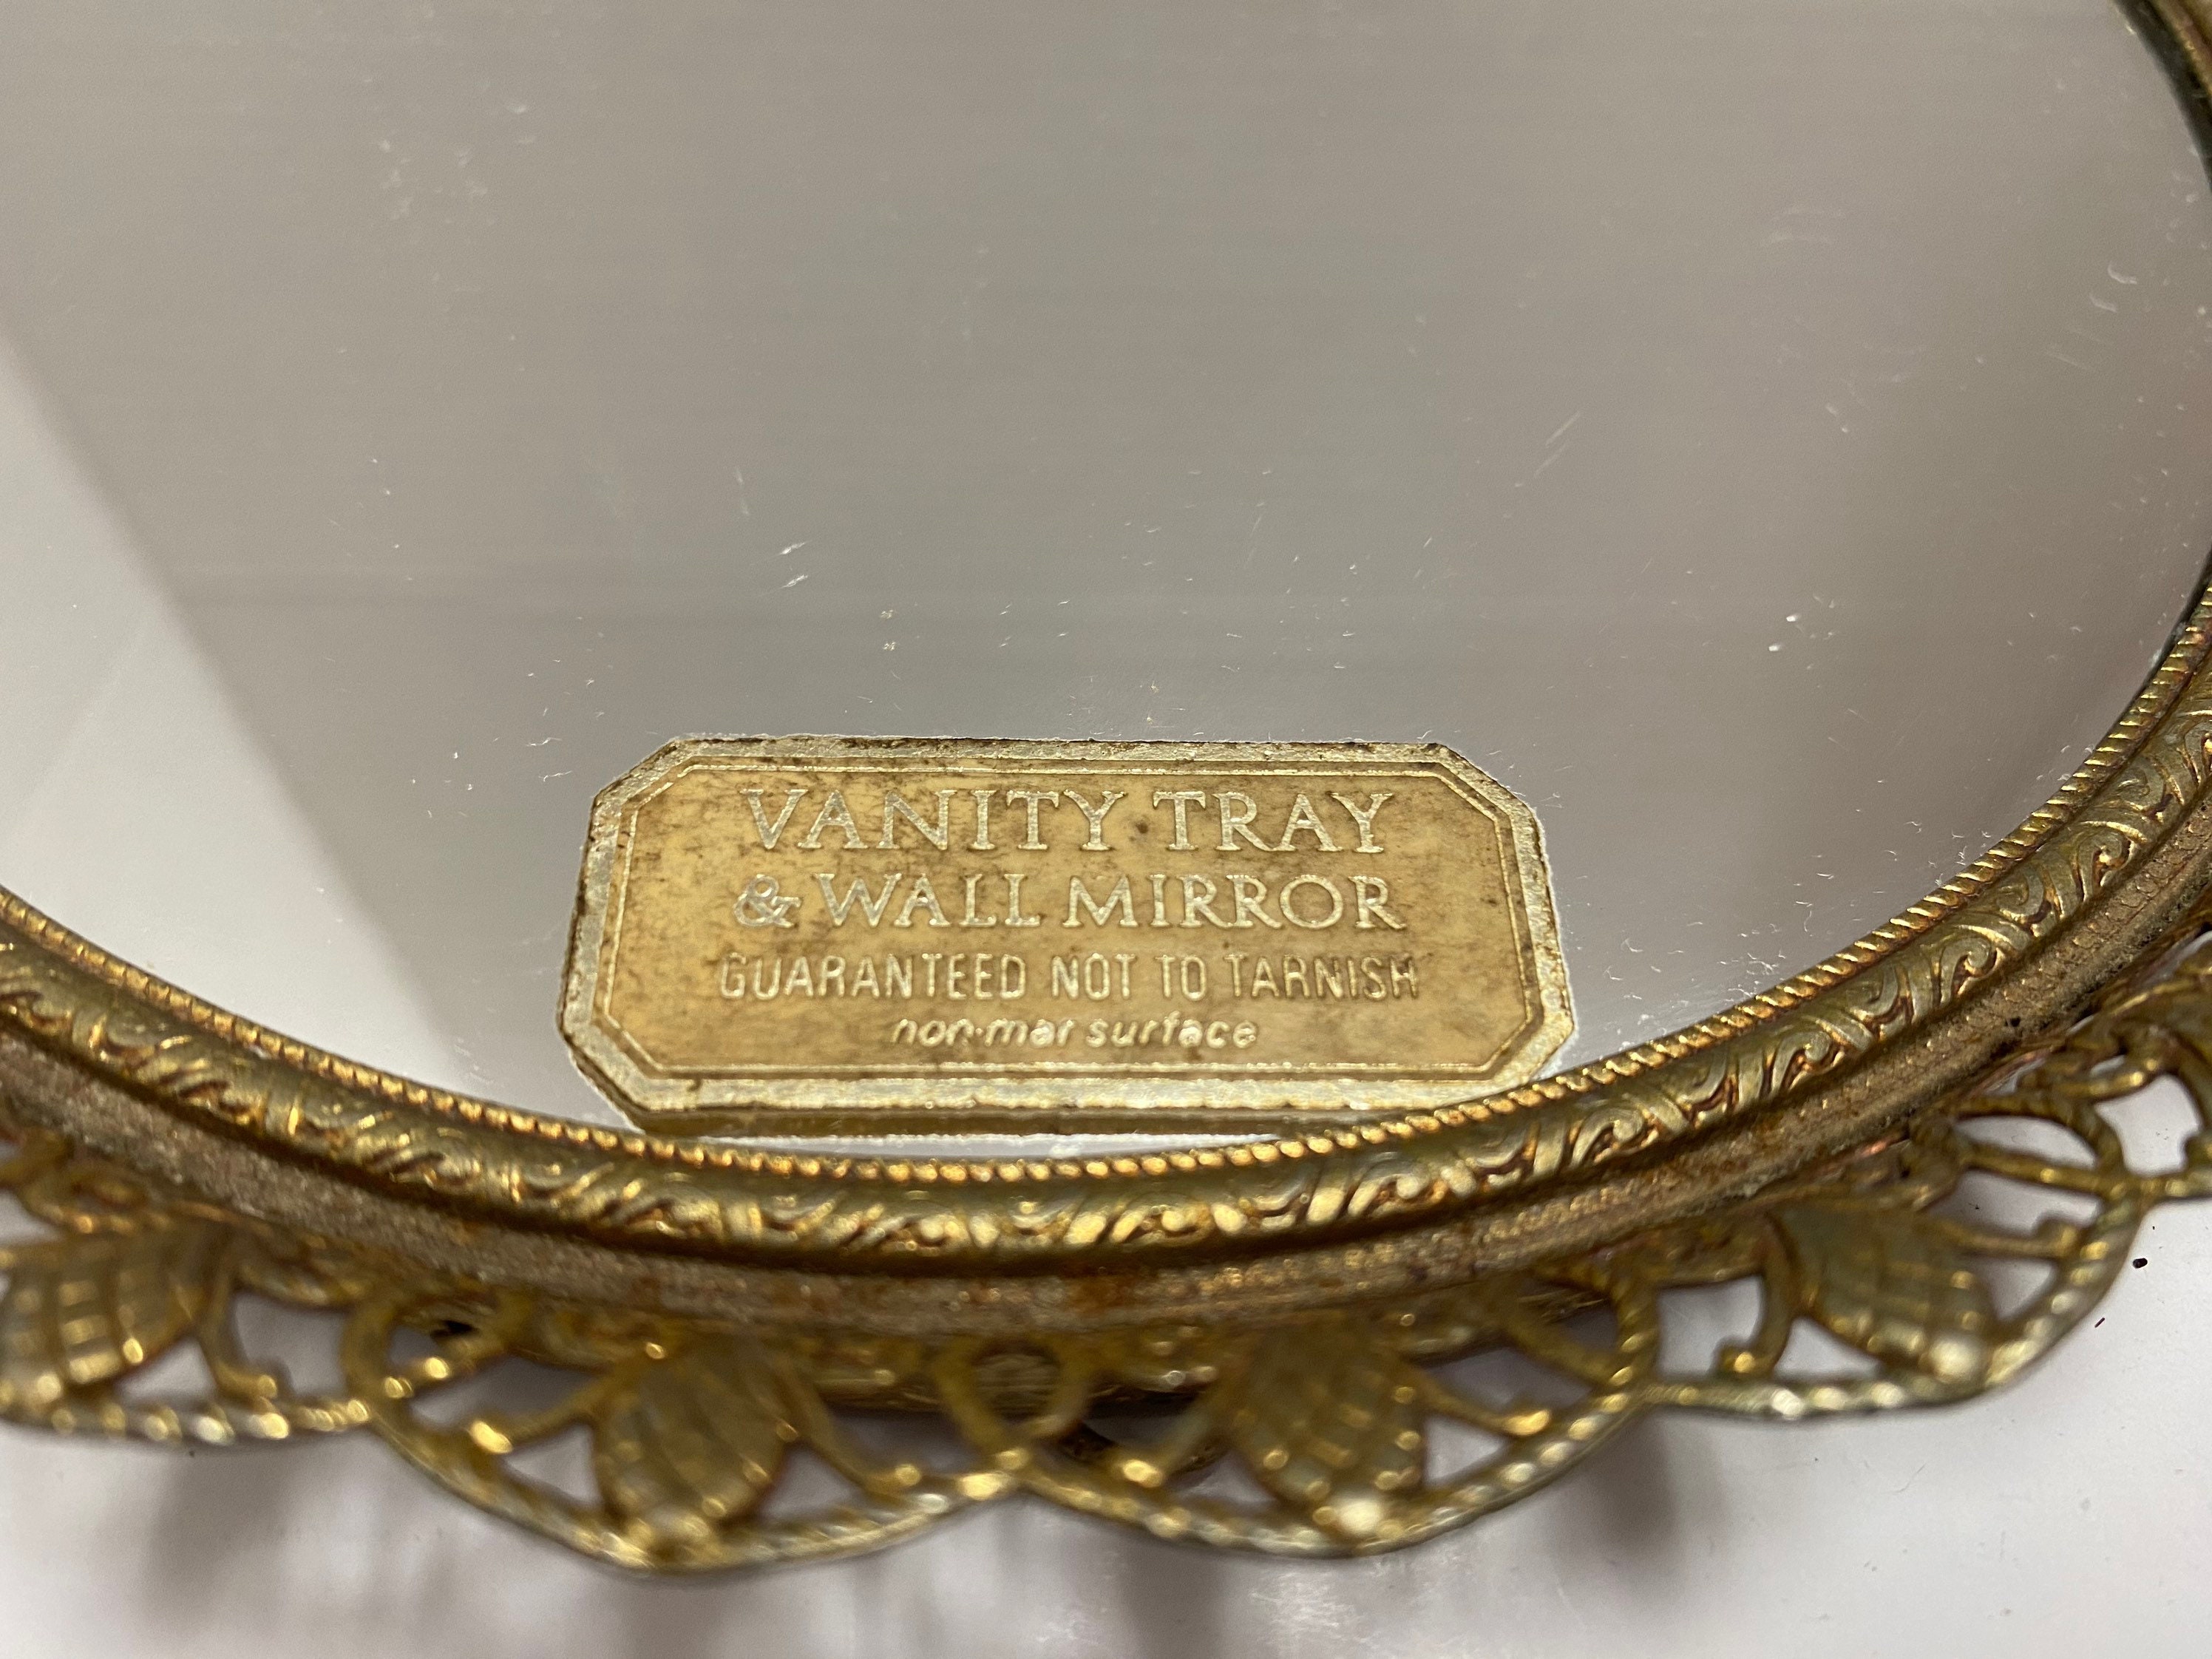 VANITY TRAY
& WALL MIRROR
GUARANTEED NOT TO TARNISH
non-mar surface